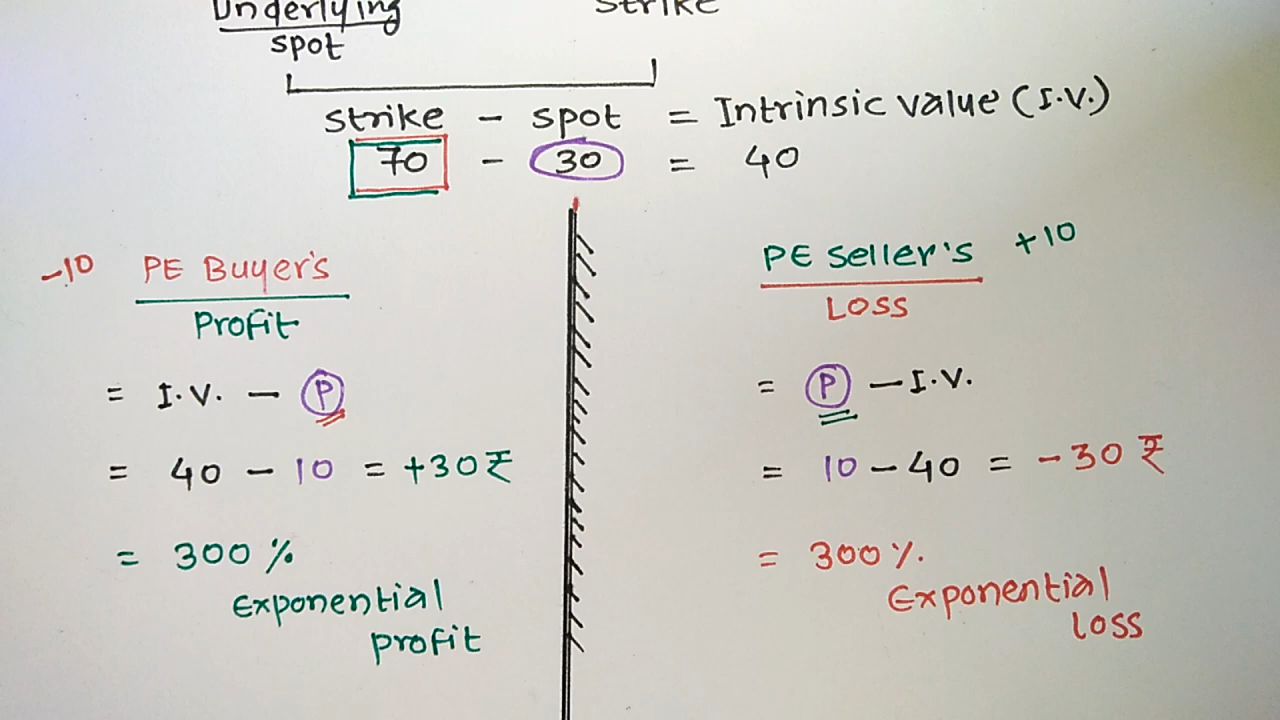 Underlying strike
spot
strike - spot = Intrinsic value (I.V.)
70 - 30 = 40
-10 PE Buyer's
Profit
= I.V. - P
= 40 - 10 = +30₹
= 300%
Exponential
profit
PE seller's +10
Loss
= P - I.V.
= 10 - 40 = -30₹
= 300%.
Exponential
loss